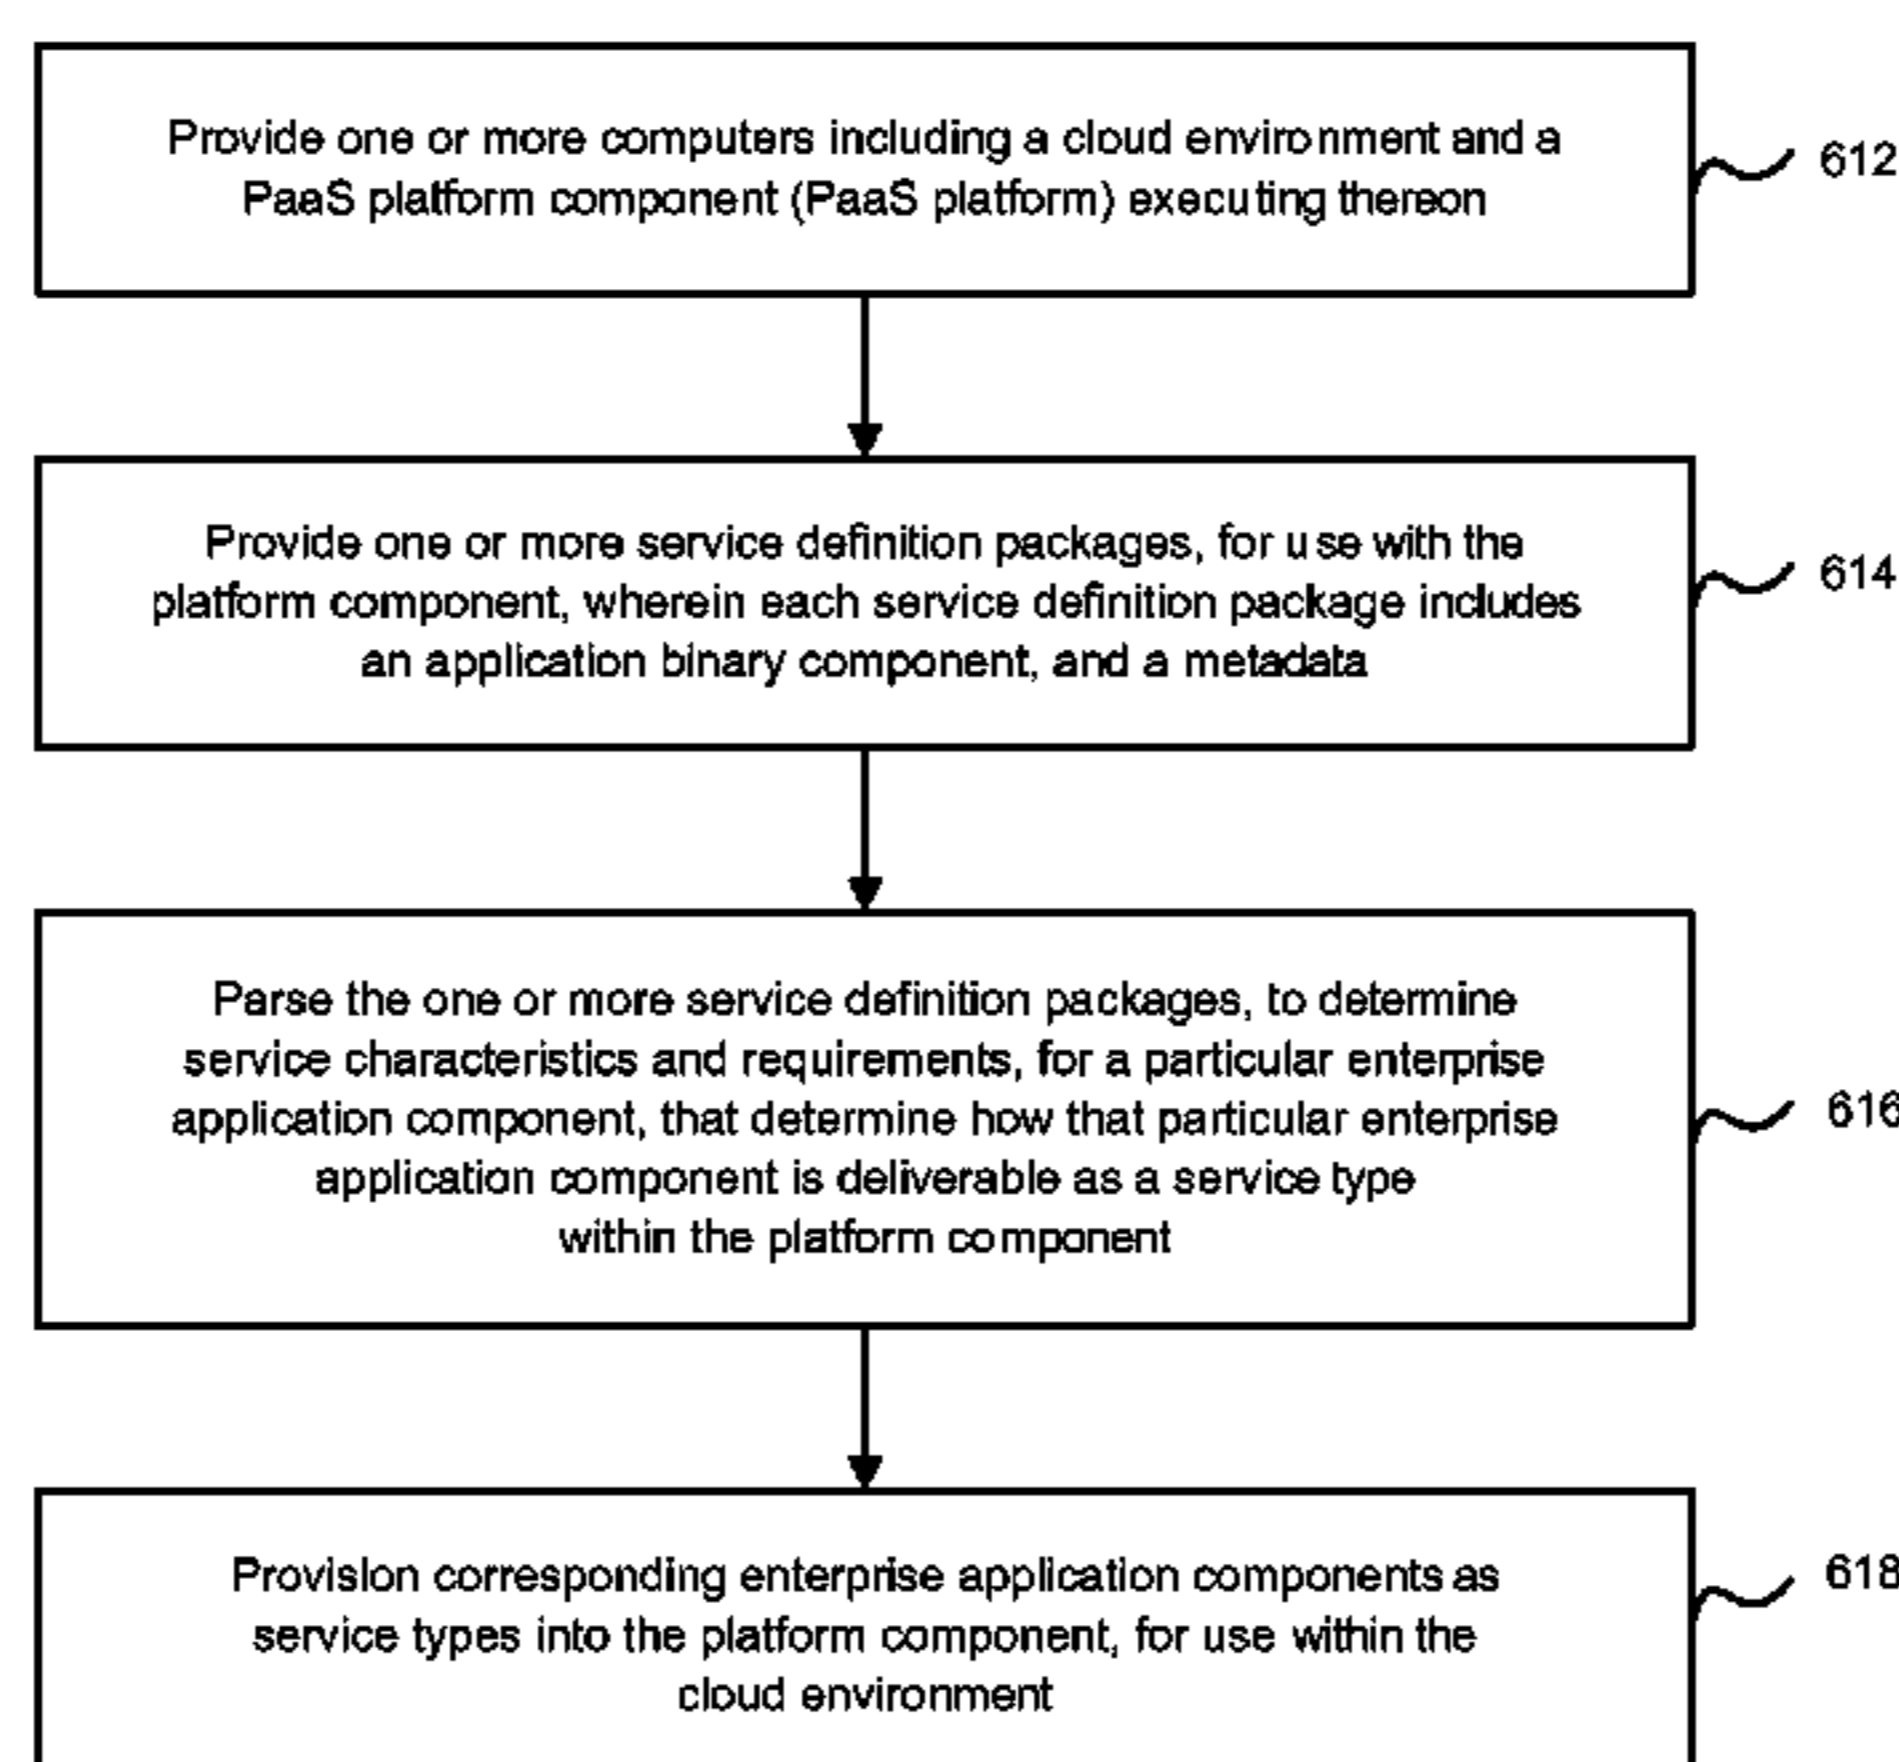 Provide one or more computers including a cloud environment and a
PaaS platform component (PaaS platform) executing thereon
612
Provide one or more service definition packages, for use with the
platform component, wherein each service definition package includes
an application binary component, and a metadata
614
Parse the one or more service definition packages, to determine
service characteristics and requirements, for a particular enterprise
application component, that determine how that particular enterprise
application component is deliverable as a service type
within the platform component
616
Provision corresponding enterprise application components as
service types into the platform component, for use within the
cloud environment
618